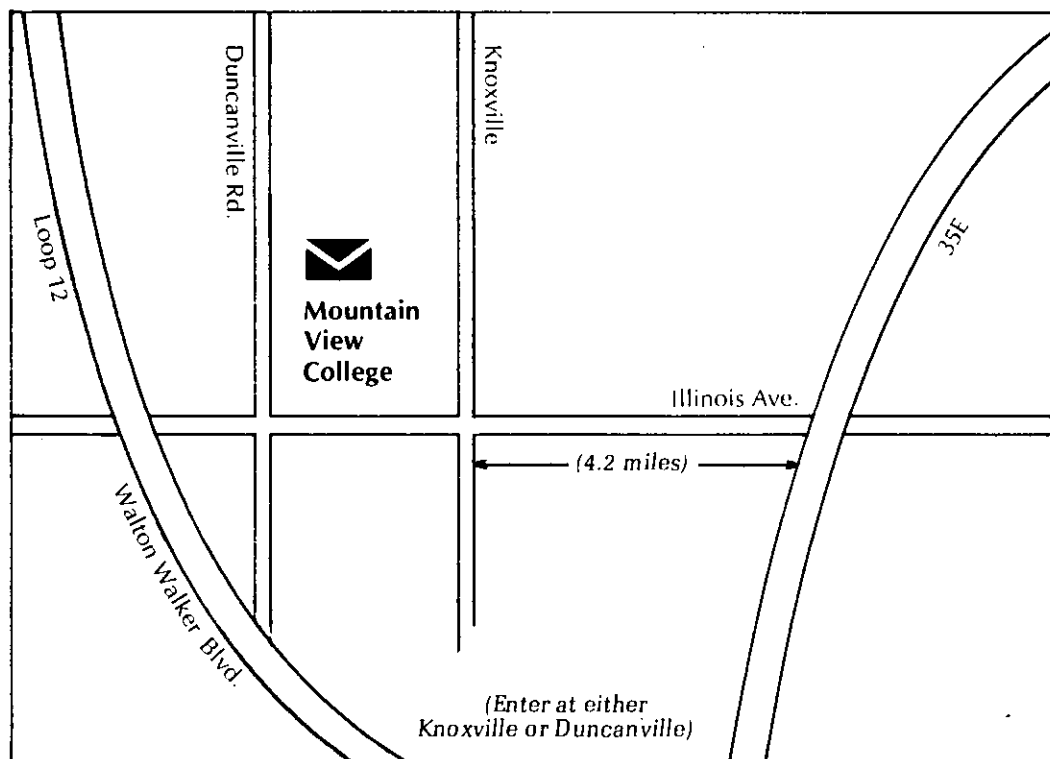 Duncanville Rd.
Knoxville
Loop 12
35E
Mountain
View
College
Illinois Ave.
(4.2 miles)
Walton Walker Blvd.
(Enter at either
Knoxville or Duncanville)